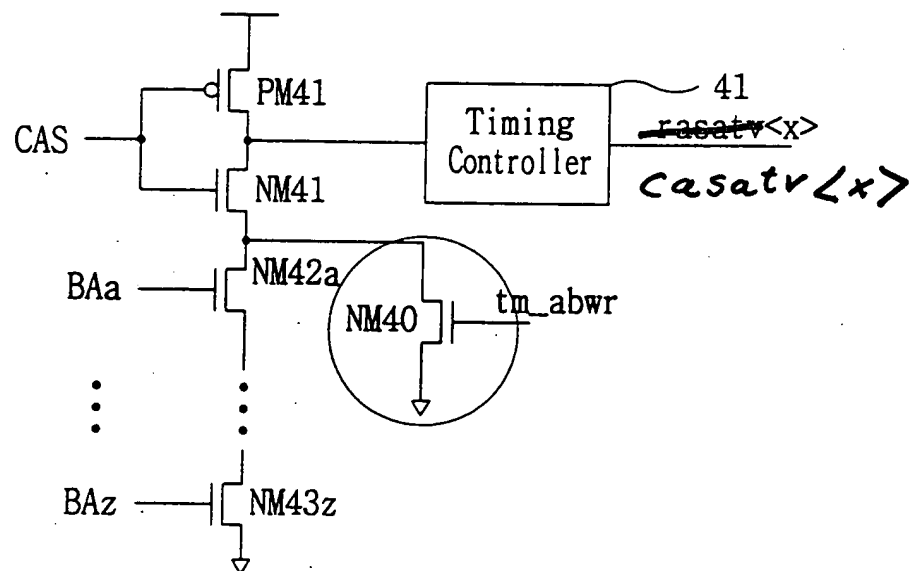 PM41
41
Timing
Controller
rasatv<x>
CAS
casatv<x>
NM41
BAa
NM42a
NM40
tm_abwr
BAz
NM43z